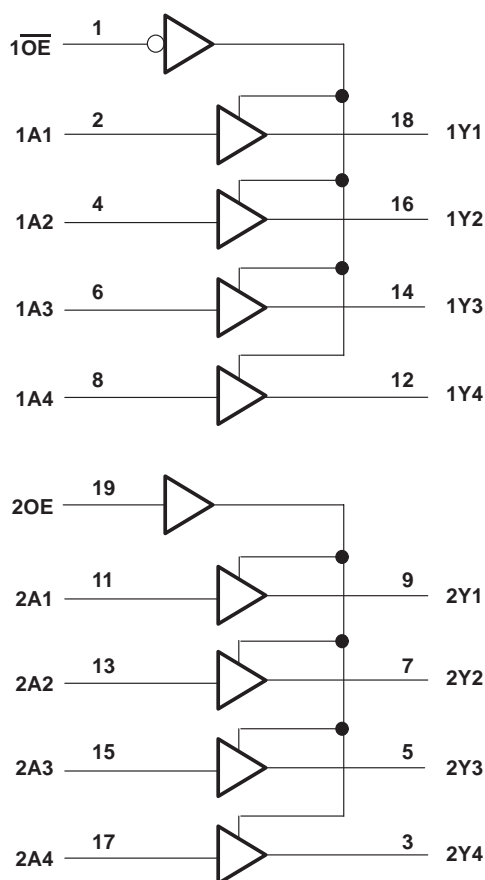 1O̅E̅ 1
1A1 2 18 1Y1
1A2 4 16 1Y2
1A3 6 14 1Y3
1A4 8 12 1Y4
2OE 19
2A1 11 9 2Y1
2A2 13 7 2Y2
2A3 15 5 2Y3
2A4 17 3 2Y4